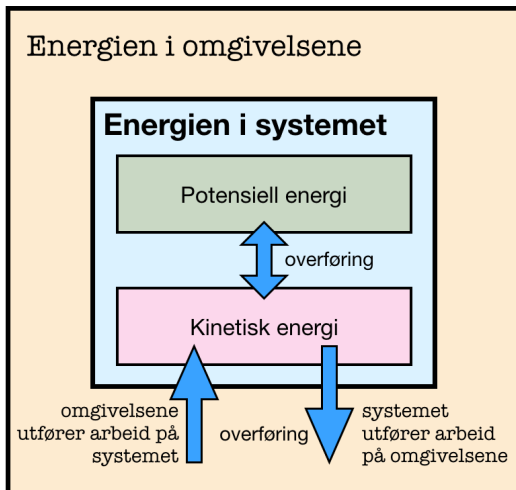 Energien i omgivelsene
Energien i systemet
Potensiell energi
overføring
Kinetisk energi
omgivelsene
utfører arbeid på
systemet
overføring
systemet
utfører arbeid
på omgivelsene